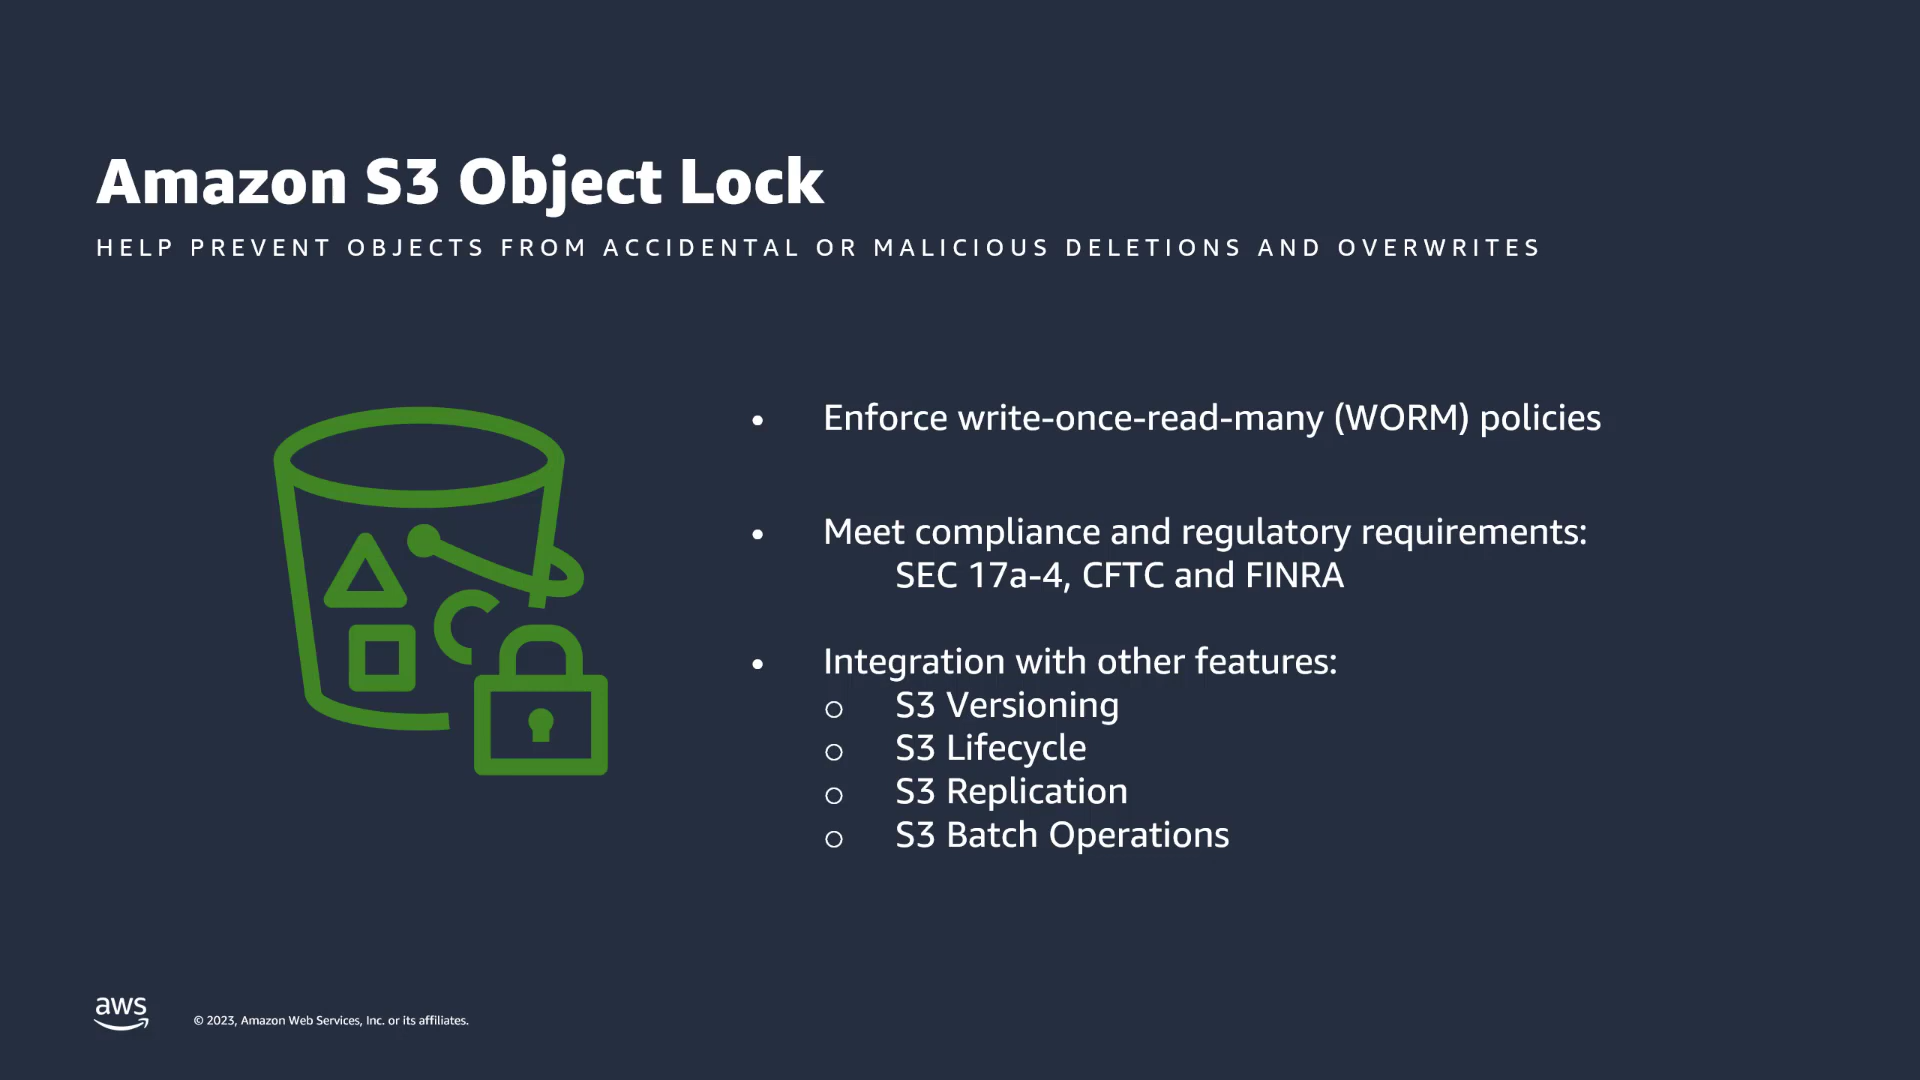 Amazon S3 Object Lock
HELP PREVENT OBJECTS FROM ACCIDENTAL OR MALICIOUS DELETIONS AND OVERWRITES
• Enforce write-once-read-many (WORM) policies
• Meet compliance and regulatory requirements:
SEC 17a-4, CFTC and FINRA
• Integration with other features:
○ S3 Versioning
○ S3 Lifecycle
○ S3 Replication
○ S3 Batch Operations
aws
© 2023, Amazon Web Services, Inc. or its affiliates.